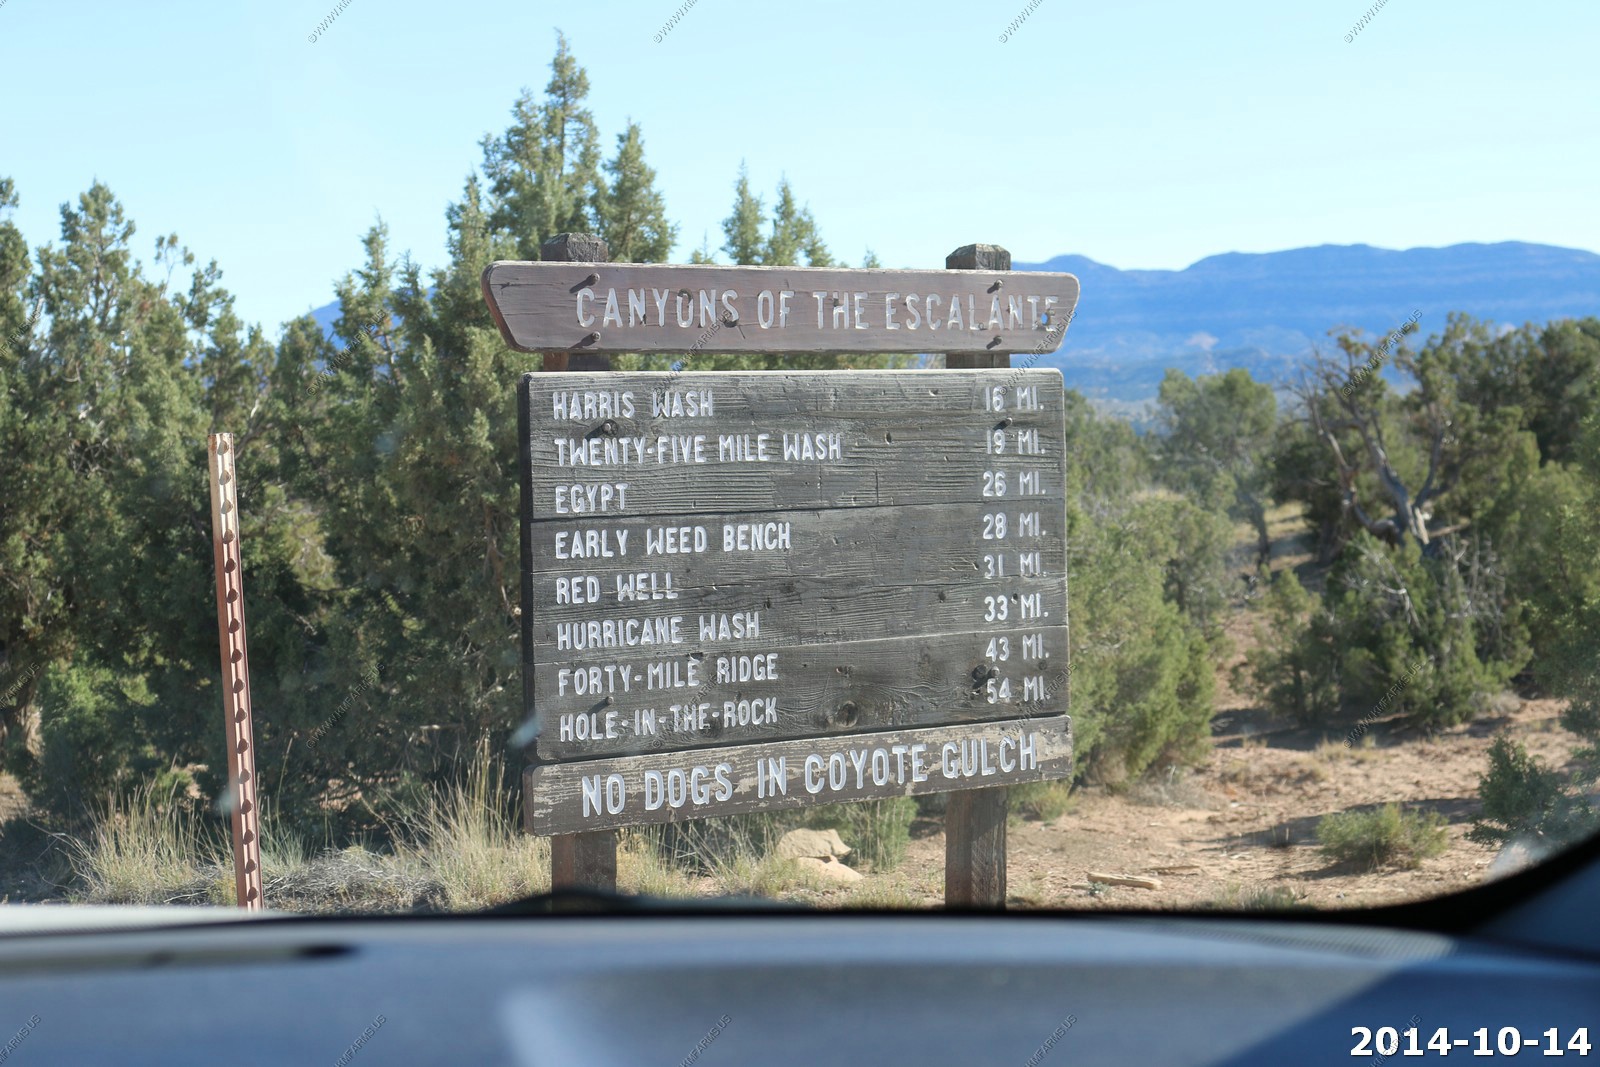 CANYONS OF THE ESCALANTE
HARRIS WASH 16 MI.
TWENTY-FIVE MILE WASH 19 MI.
EGYPT 26 MI.
EARLY WEED BENCH 28 MI.
RED WELL 31 MI.
HURRICANE WASH 33 MI.
FORTY-MILE RIDGE 43 MI.
HOLE-IN-THE-ROCK 54 MI.
NO DOGS IN COYOTE GULCH
2014-10-14